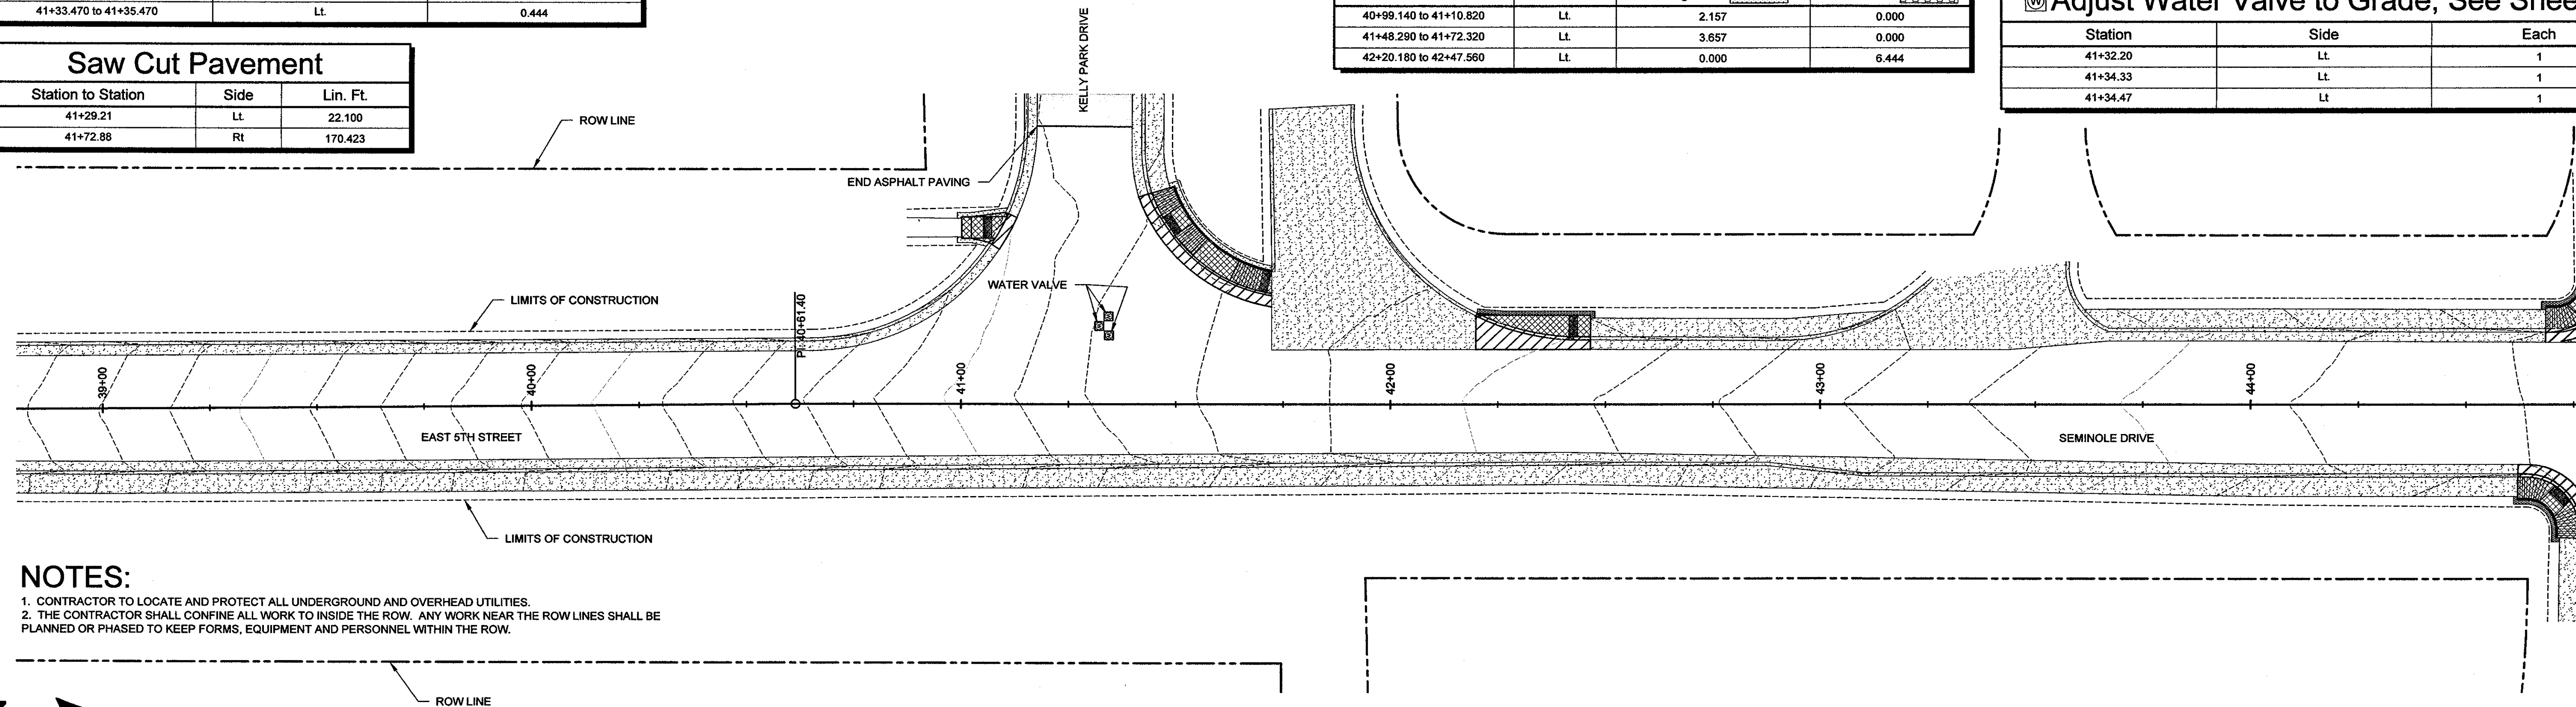 41+33.470 to 41+35.470 Lt. 0.444
Saw Cut Pavement
Station to Station Side Lin. Ft.
41+29.21 Lt. 22.100
41+72.88 Rt 170.423
40+99.140 to 41+10.820 Lt. 2.157 0.000
41+48.290 to 41+72.320 Lt. 3.657 0.000
42+20.180 to 42+47.560 Lt. 0.000 6.444
W Adjust Water Valve to Grade, See Shee
Station Side Each
41+32.20 Lt. 1
41+34.33 Lt. 1
41+34.47 Lt 1
KELLY PARK DRIVE
ROW LINE
END ASPHALT PAVING
WATER VALVE
LIMITS OF CONSTRUCTION
PI: 40+61.40
39+00
40+00
41+00
42+00
43+00
44+00
EAST 5TH STREET
SEMINOLE DRIVE
LIMITS OF CONSTRUCTION
NOTES:
1. CONTRACTOR TO LOCATE AND PROTECT ALL UNDERGROUND AND OVERHEAD UTILITIES.
2. THE CONTRACTOR SHALL CONFINE ALL WORK TO INSIDE THE ROW. ANY WORK NEAR THE ROW LINES SHALL BE
PLANNED OR PHASED TO KEEP FORMS, EQUIPMENT AND PERSONNEL WITHIN THE ROW.
ROW LINE